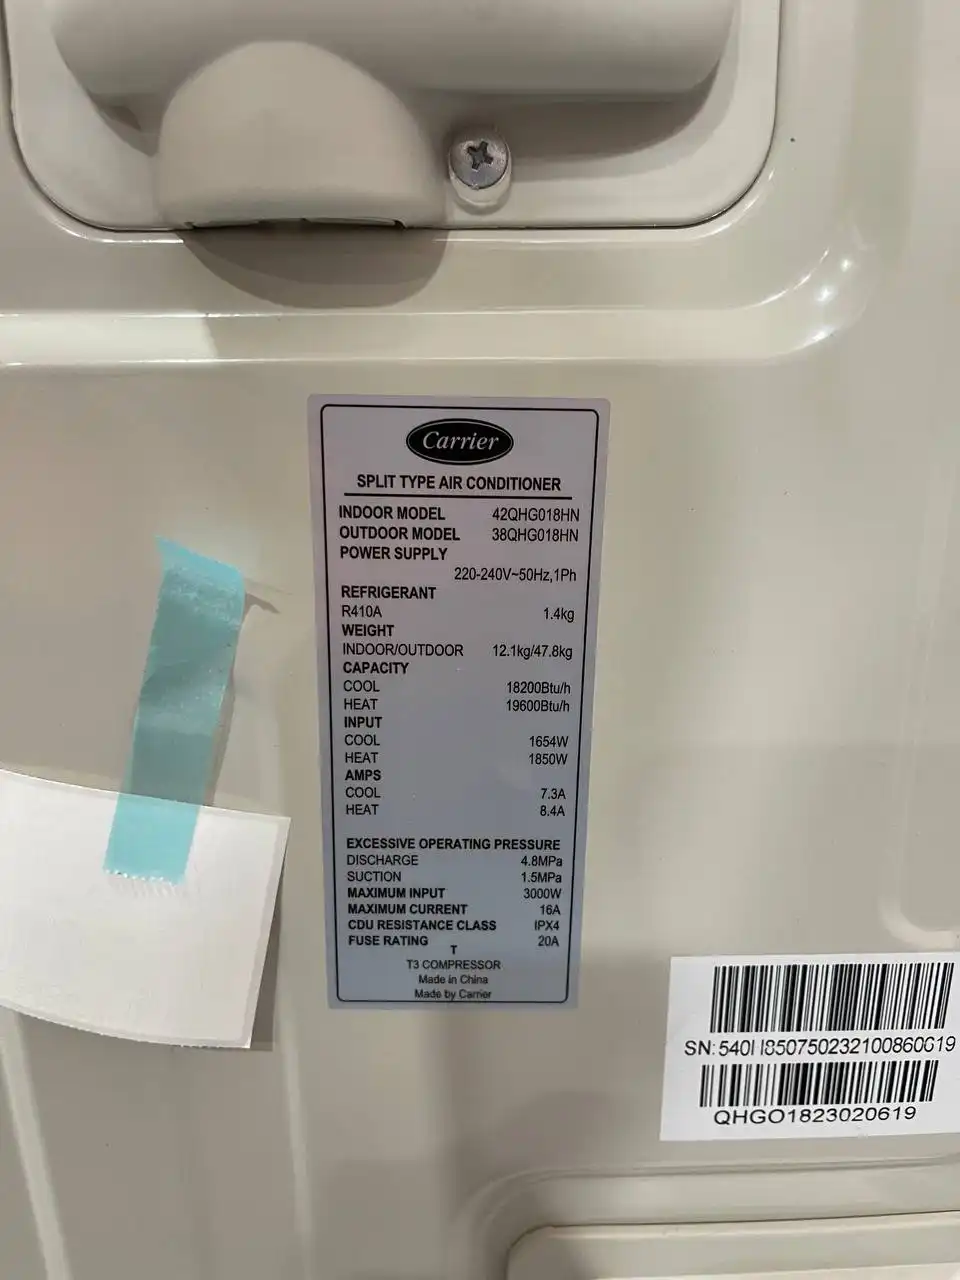 Carrier
SPLIT TYPE AIR CONDITIONER
INDOOR MODEL 42QHG018HN
OUTDOOR MODEL 38QHG018HN
POWER SUPPLY
220-240V~50Hz,1Ph
REFRIGERANT
R410A 1.4kg
WEIGHT
INDOOR/OUTDOOR 12.1kg/47.8kg
CAPACITY
COOL 18200Btu/h
HEAT 19600Btu/h
INPUT
COOL 1654W
HEAT 1850W
AMPS
COOL 7.3A
HEAT 8.4A
EXCESSIVE OPERATING PRESSURE
DISCHARGE 4.8MPa
SUCTION 1.5MPa
MAXIMUM INPUT 3000W
MAXIMUM CURRENT 16A
CDU RESISTANCE CLASS IPX4
FUSE RATING 20A
T
T3 COMPRESSOR
Made in China
Made by Carrier
SN:
QHGO1823020619